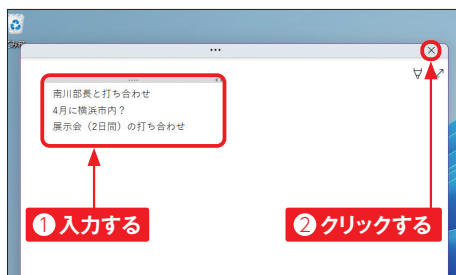 南川部長と打ち合わせ
4月に横浜市内？
展示会（2日間）の打ち合わせ
1 入力する
2 クリックする